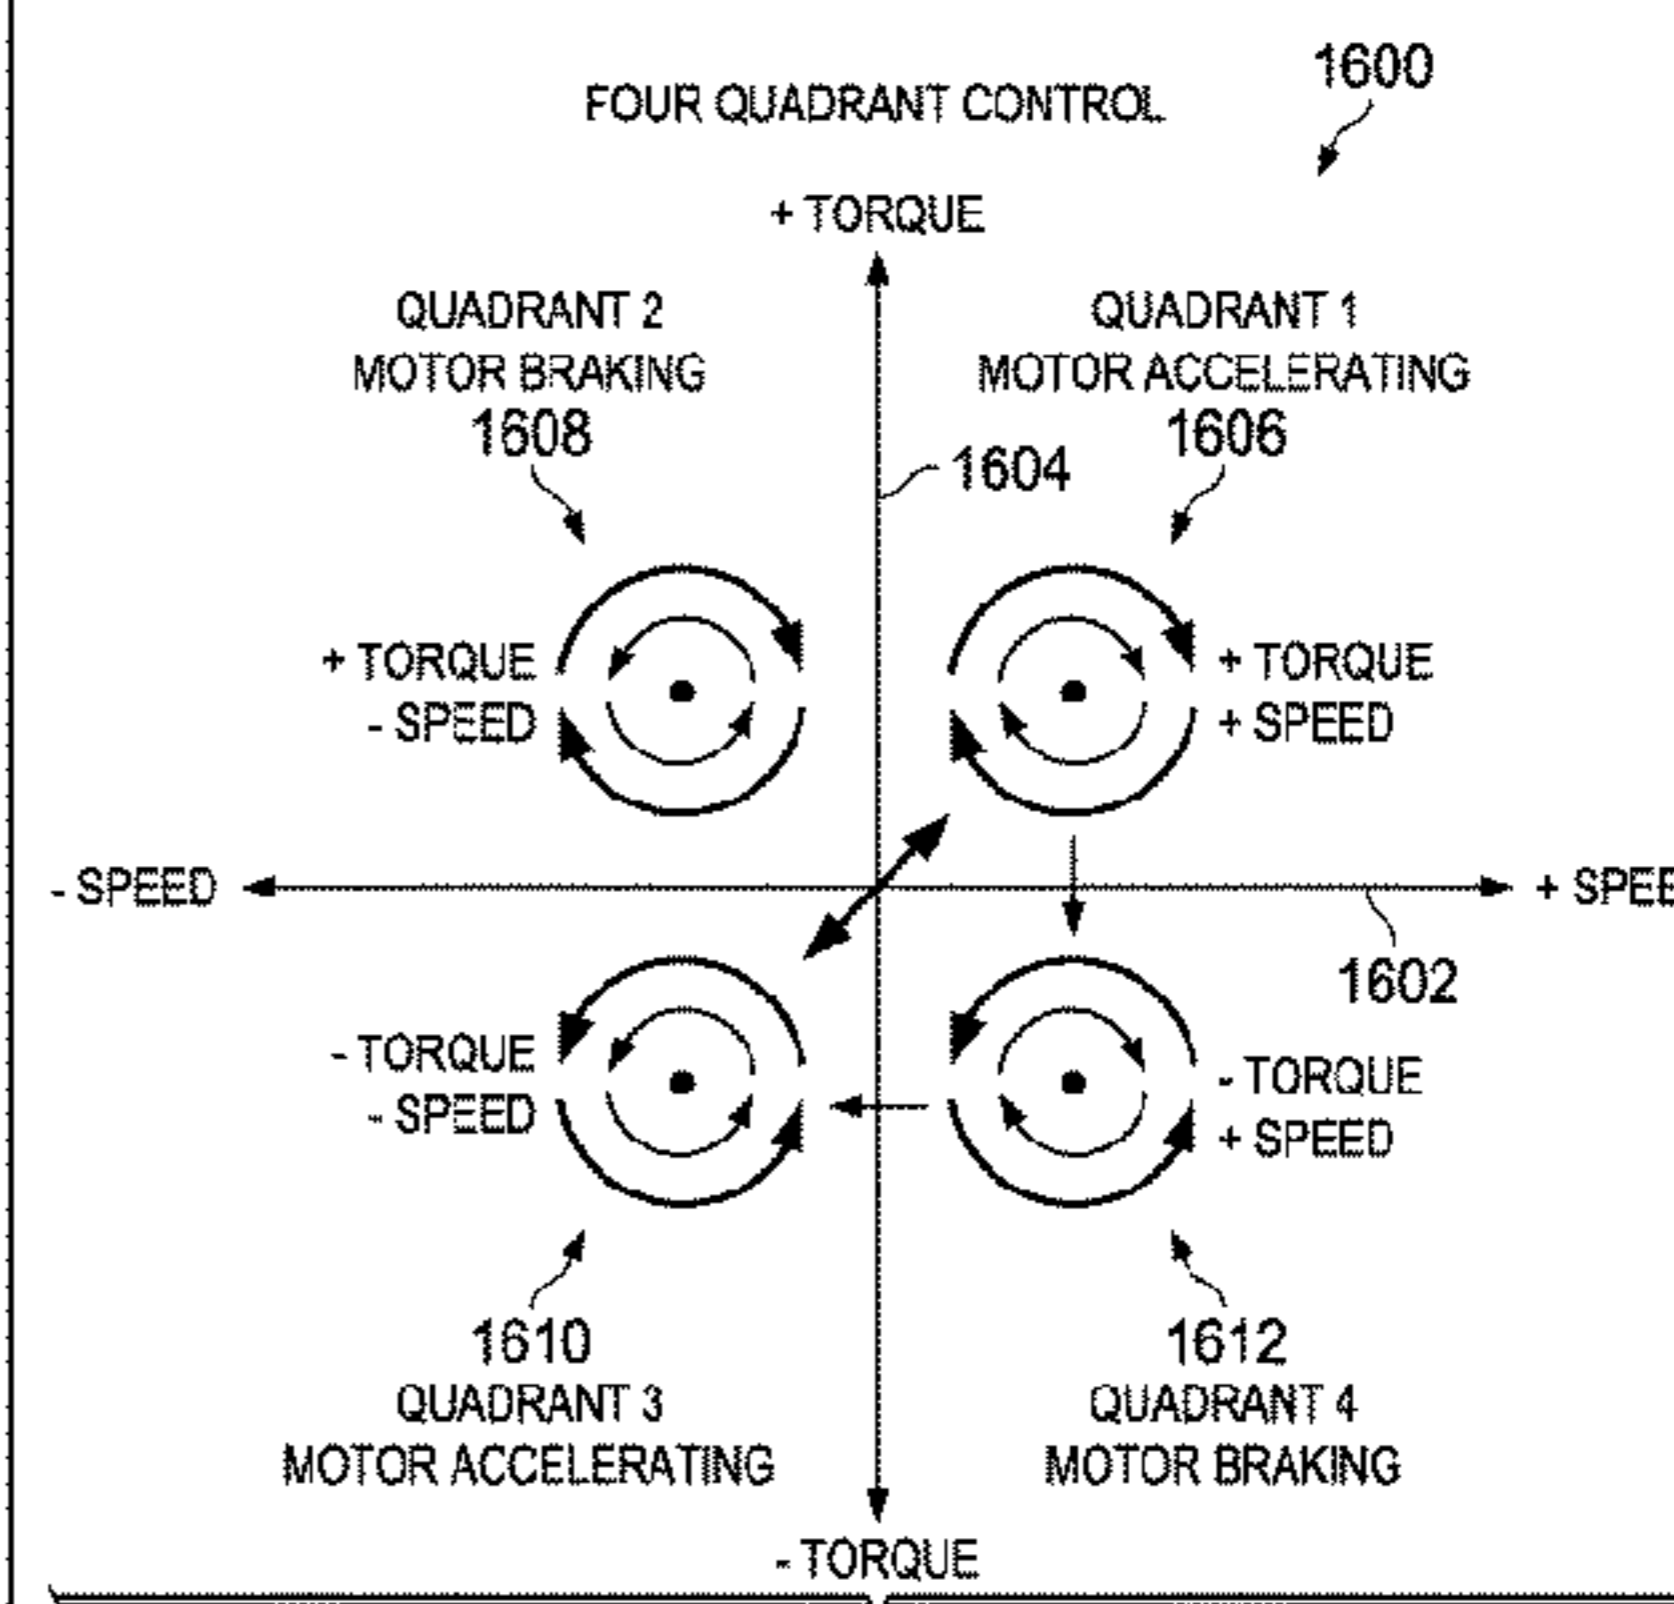 1600
FOUR QUADRANT CONTROL
+ TORQUE
QUADRANT 2
MOTOR BRAKING
1608
QUADRANT 1
MOTOR ACCELERATING
1606
1604
+ TORQUE
- SPEED
+ TORQUE
+ SPEED
- SPEED
+ SPEE
1602
- TORQUE
- SPEED
- TORQUE
+ SPEED
1610
QUADRANT 3
MOTOR ACCELERATING
1612
QUADRANT 4
MOTOR BRAKING
- TORQUE